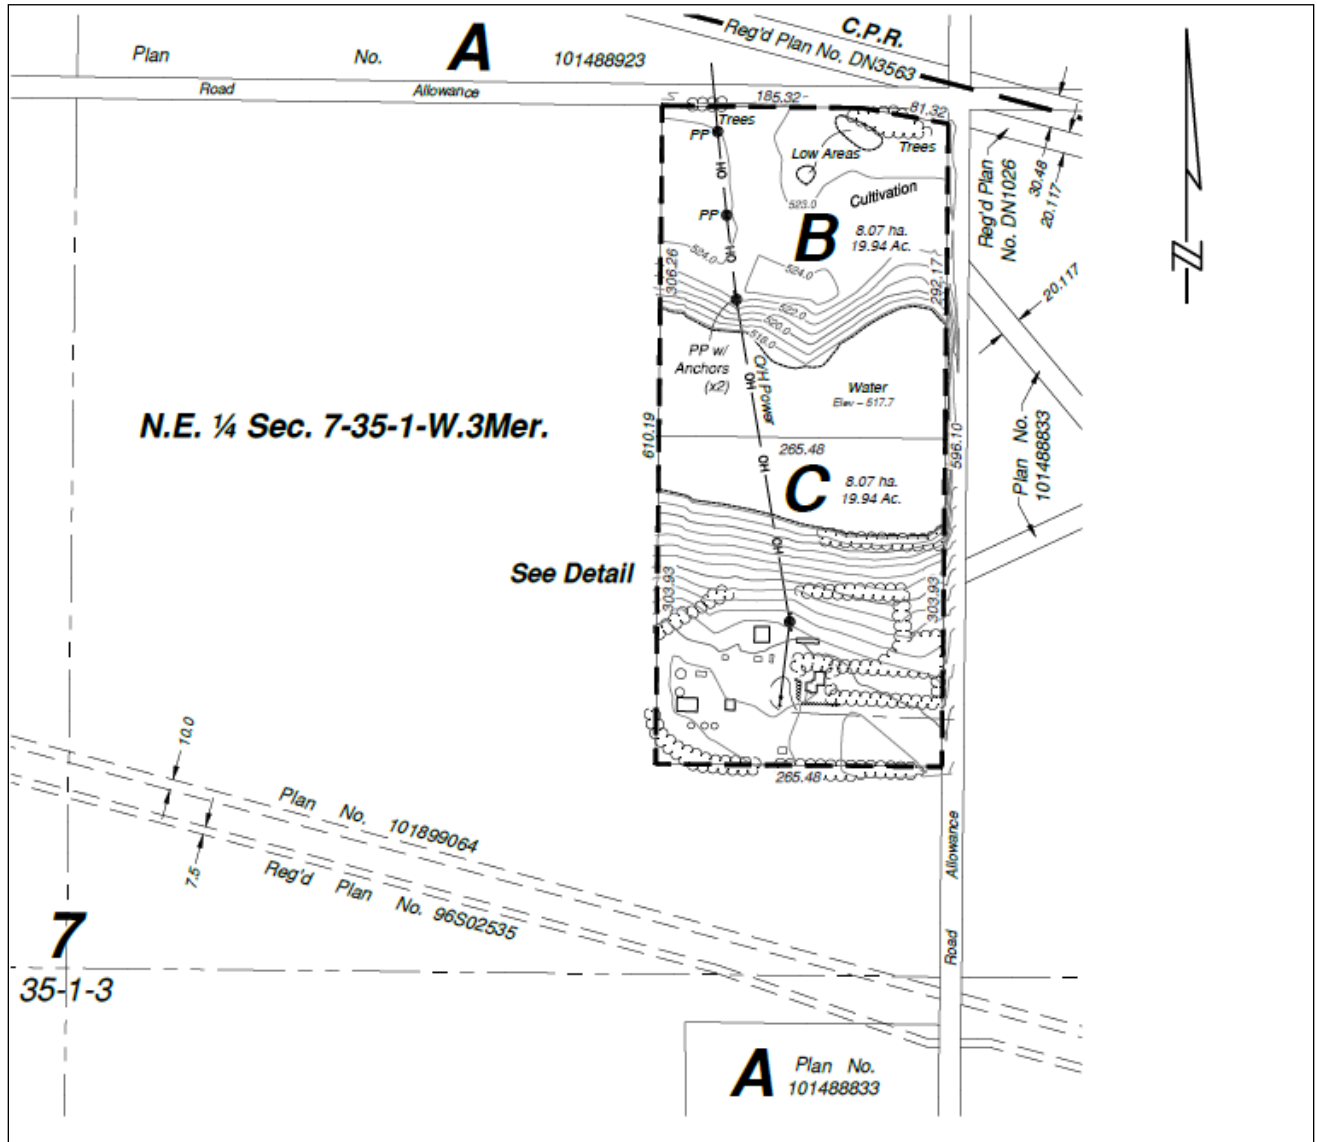 Plan No. A 101488923
C.P.R.
Reg'd Plan No. DN3563
Road Allowance
185.32
81.32
Trees
PP
Low Areas
Trees
Cultivation
523.0
PP
B
8.07 ha.
19.94 Ac.
Reg'd Plan
No. DN1026
30.48
20.117
N
OH
OH
524.0
524.0
306.26
292.17
522.0
520.0
518.0
20.117
PP w/
Anchors
(x2)
O/H Power
OH
Water
Elev – 517.7
N.E. ¼ Sec. 7-35-1-W.3Mer.
610.19
596.10
265.48
OH
C
8.07 ha.
19.94 Ac.
Plan No.
101488833
OH
See Detail
303.93
303.93
265.48
10.0
7.5
Plan No. 101899064
Reg'd Plan No. 96S02535
Road Allowance
7
35-1-3
A
Plan No.
101488833